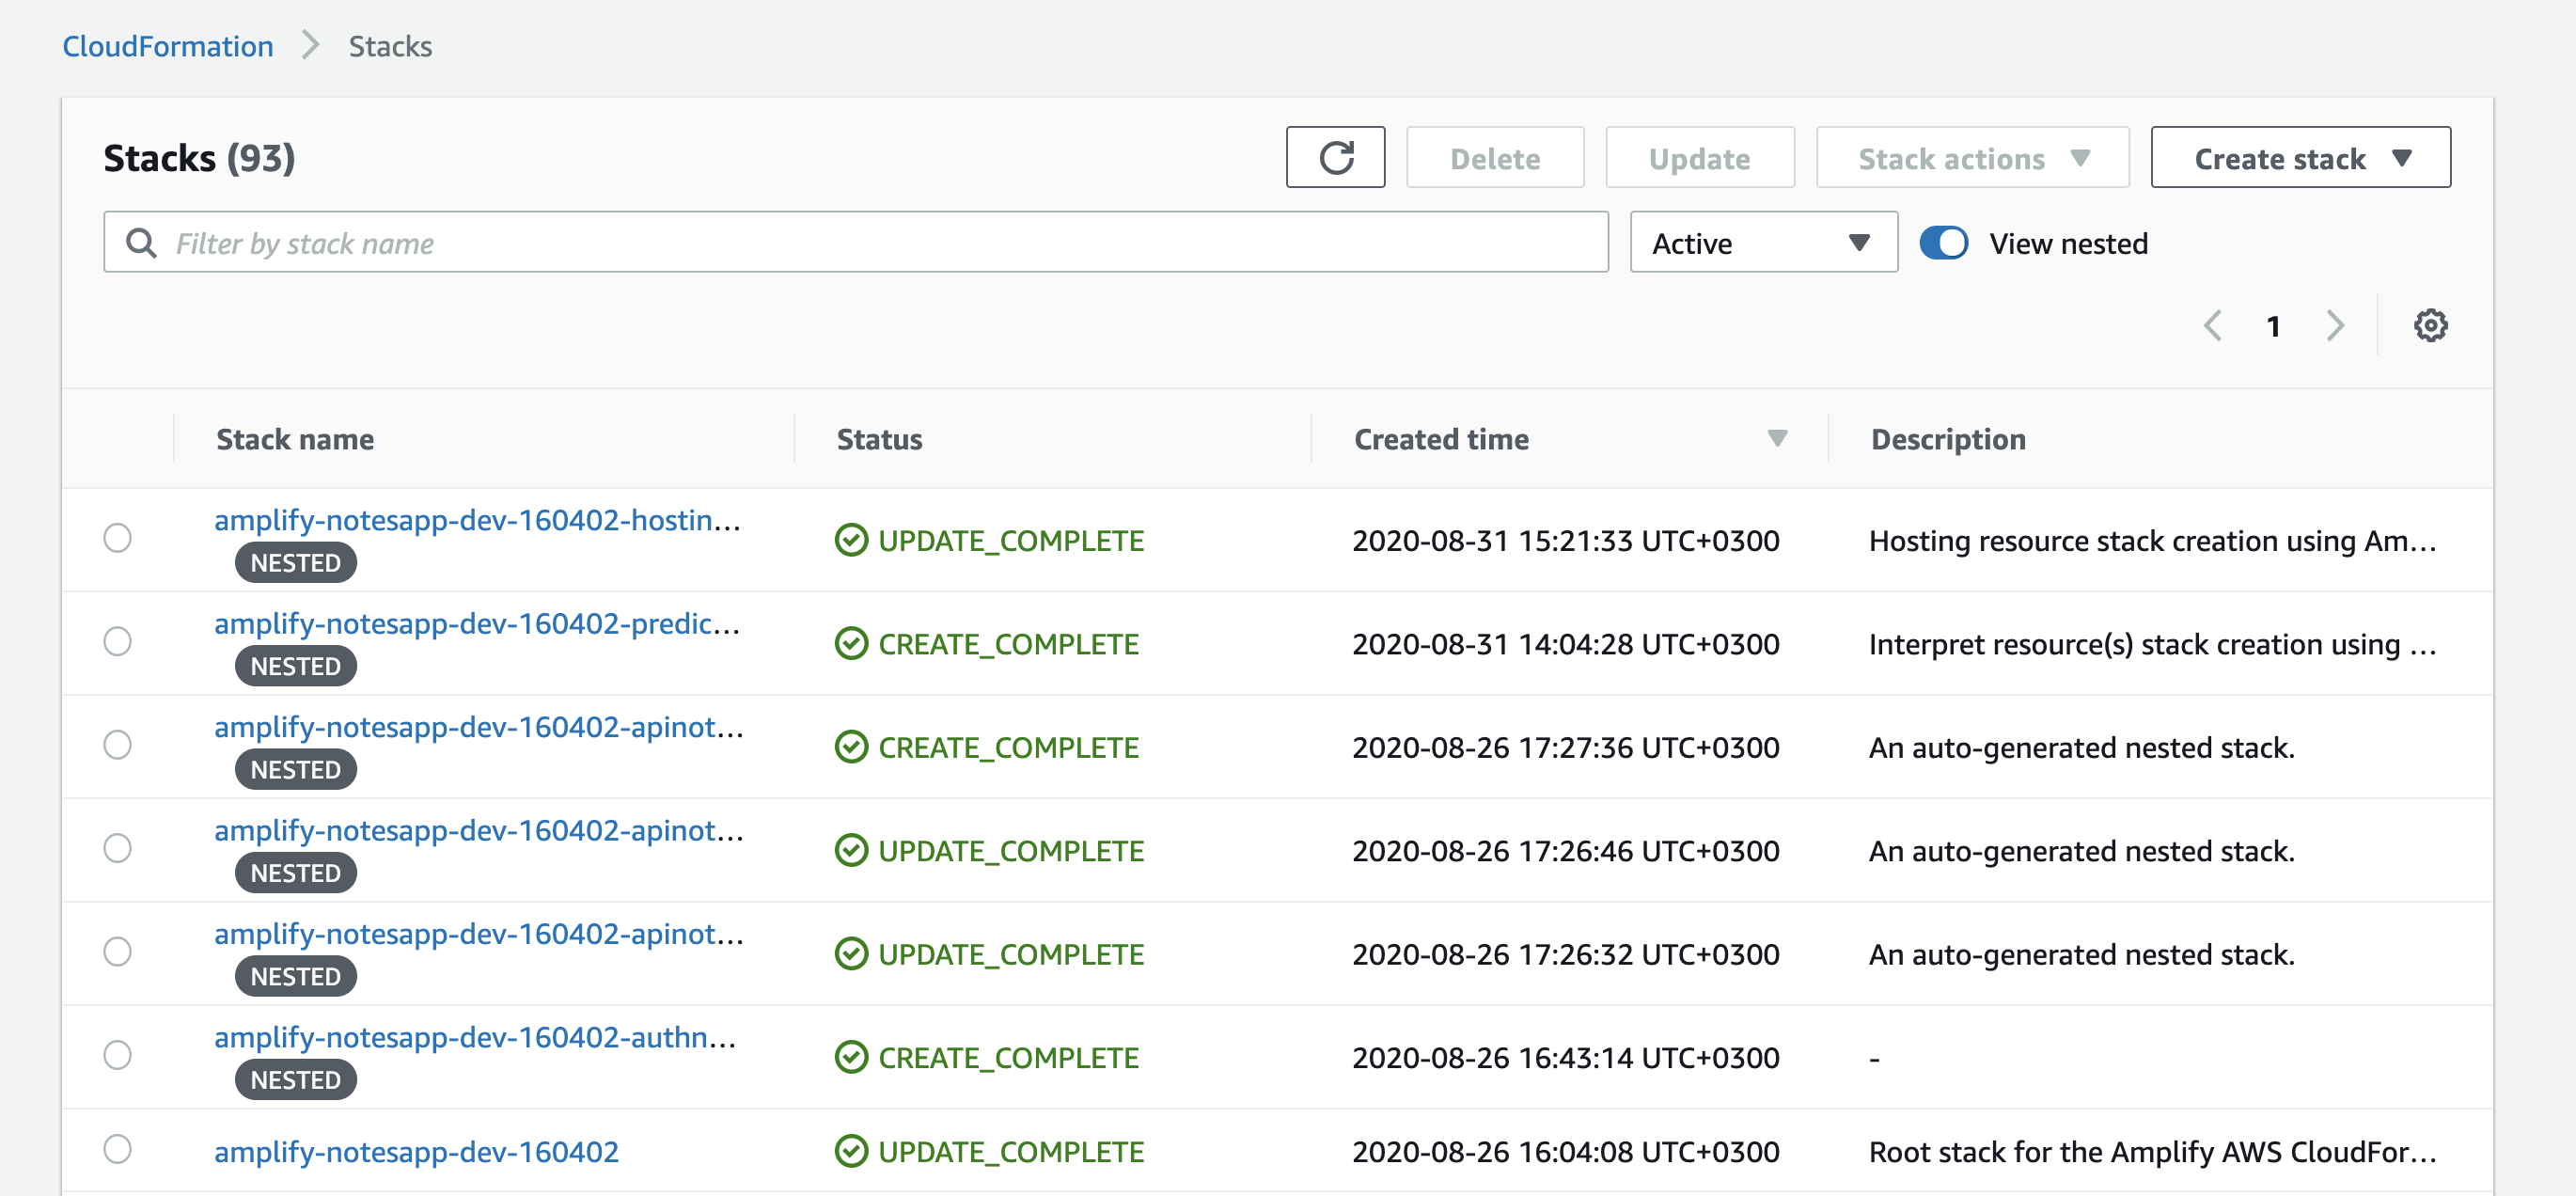 CloudFormation > Stacks
Stacks (93) Delete Update Stack actions Create stack
Filter by stack name Active View nested
1
Stack name Status Created time Description
amplify-notesapp-dev-160402-hostin...
NESTED
UPDATE_COMPLETE 2020-08-31 15:21:33 UTC+0300 Hosting resource stack creation using Am...
amplify-notesapp-dev-160402-predic...
NESTED
CREATE_COMPLETE 2020-08-31 14:04:28 UTC+0300 Interpret resource(s) stack creation using ...
amplify-notesapp-dev-160402-apinot...
NESTED
CREATE_COMPLETE 2020-08-26 17:27:36 UTC+0300 An auto-generated nested stack.
amplify-notesapp-dev-160402-apinot...
NESTED
UPDATE_COMPLETE 2020-08-26 17:26:46 UTC+0300 An auto-generated nested stack.
amplify-notesapp-dev-160402-apinot...
NESTED
UPDATE_COMPLETE 2020-08-26 17:26:32 UTC+0300 An auto-generated nested stack.
amplify-notesapp-dev-160402-authn...
NESTED
CREATE_COMPLETE 2020-08-26 16:43:14 UTC+0300 -
amplify-notesapp-dev-160402 UPDATE_COMPLETE 2020-08-26 16:04:08 UTC+0300 Root stack for the Amplify AWS CloudFor...